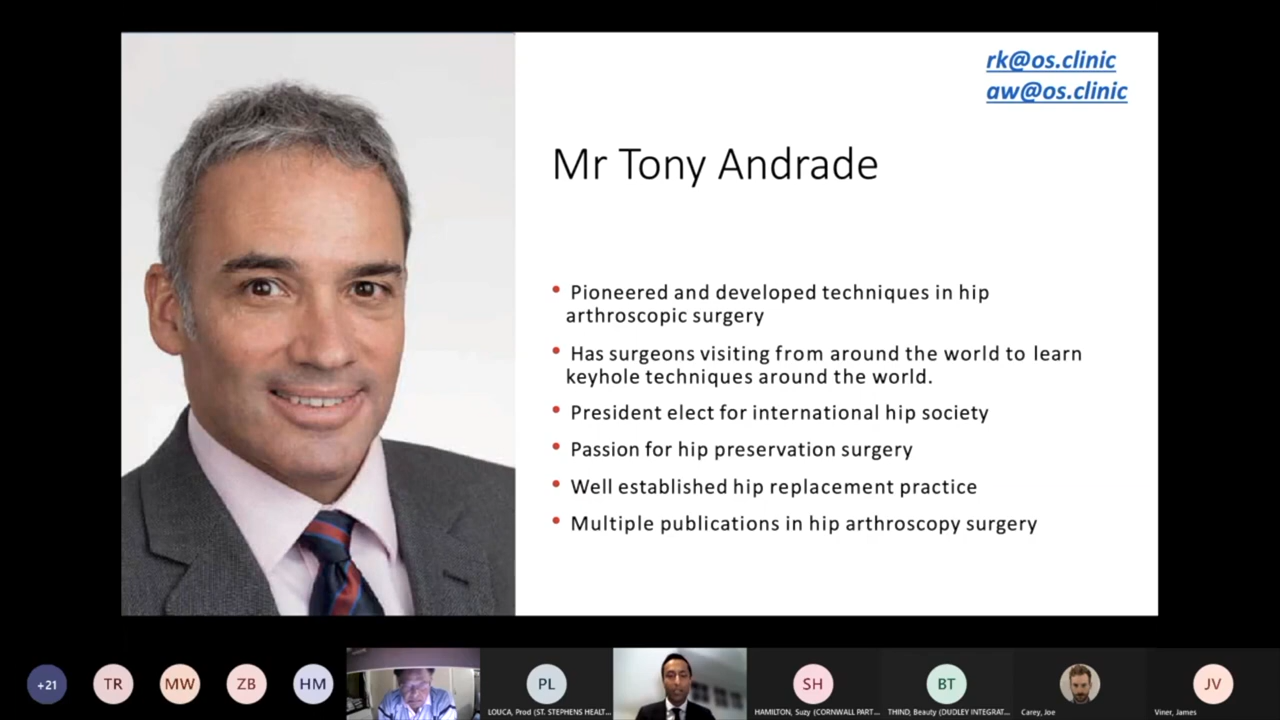 rk@os.clinic
aw@os.clinic
Mr Tony Andrade
• Pioneered and developed techniques in hip
arthroscopic surgery
• Has surgeons visiting from around the world to learn
keyhole techniques around the world.
• President elect for international hip society
• Passion for hip preservation surgery
• Well established hip replacement practice
• Multiple publications in hip arthroscopy surgery
+21 TR MW ZB HM PL SH BT JV
LOUCA, Prod (ST. STEPHENS HEALT... HAMILTON, Suzy (CORNWALL PART... THIND, Beauty (DUDLEY INTEGRAT... Carey, Joe Viner, James